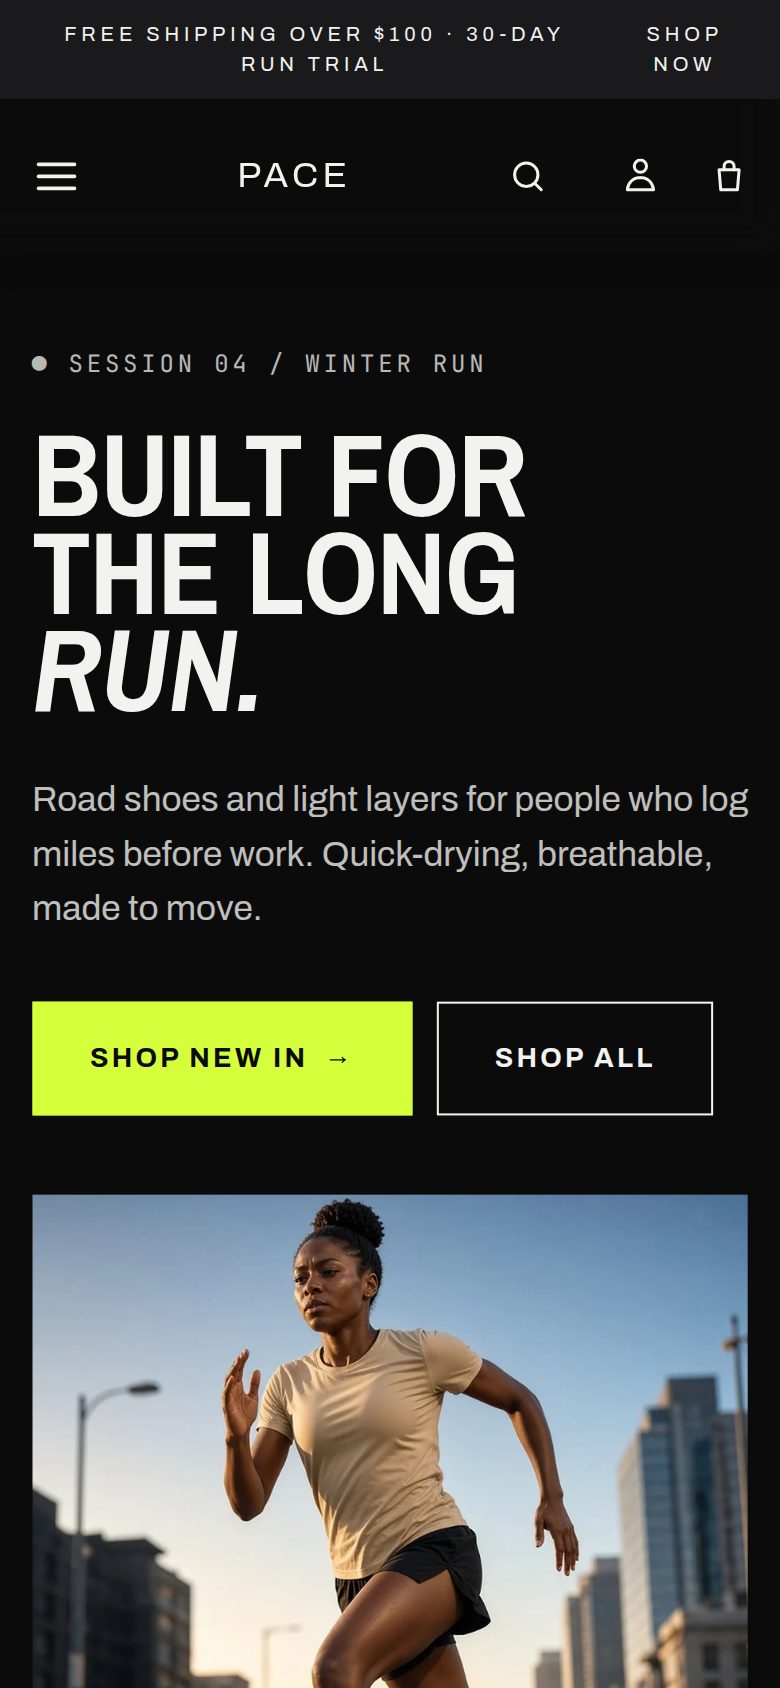 FREE SHIPPING OVER $100 · 30-DAY
RUN TRIAL
SHOP
NOW
PACE
SESSION 04 / WINTER RUN
BUILT FOR
THE LONG
RUN.
Road shoes and light layers for people who log
miles before work. Quick-drying, breathable,
made to move.
SHOP NEW IN →
SHOP ALL